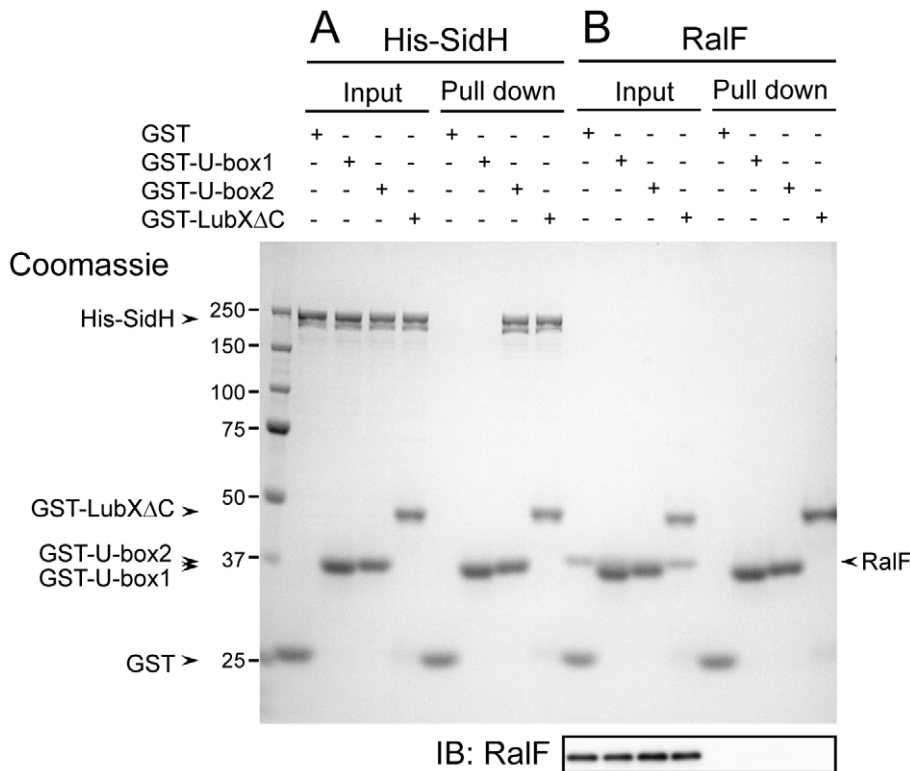 A B
His-SidH RalF
Input Pull down Input Pull down
GST + - - - + - - - + - - - + - - -
GST-U-box1 - + - - - + - - - + - - - + - -
GST-U-box2 - - + - - - + - - - + - - - + -
GST-LubXΔC - - - + - - - + - - - + - - - +
Coomassie
His-SidH 250
150
100
75
GST-LubXΔC 50
GST-U-box2 37 RalF
GST-U-box1
GST 25
IB: RalF